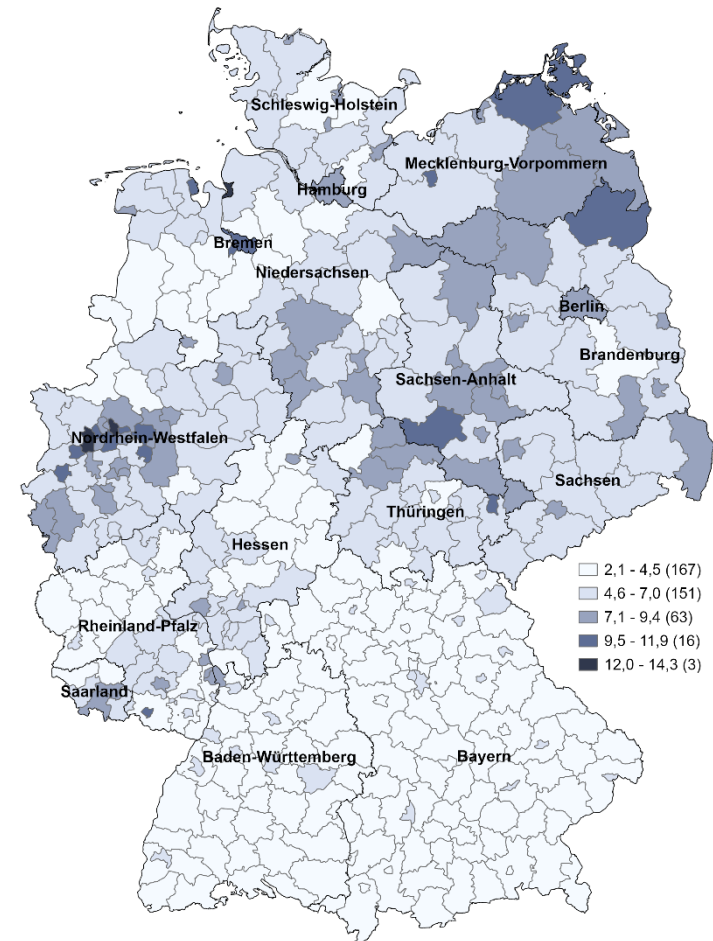 Schleswig-Holstein
Mecklenburg-Vorpommern
Hamburg
Bremen
Niedersachsen
Berlin
Brandenburg
Sachsen-Anhalt
Nordrhein-Westfalen
Sachsen
Thüringen
Hessen
2,1 - 4,5 (167)
4,6 - 7,0 (151)
7,1 - 9,4 (63)
9,5 - 11,9 (16)
12,0 - 14,3 (3)
Rheinland-Pfalz
Saarland
Baden-Württemberg
Bayern